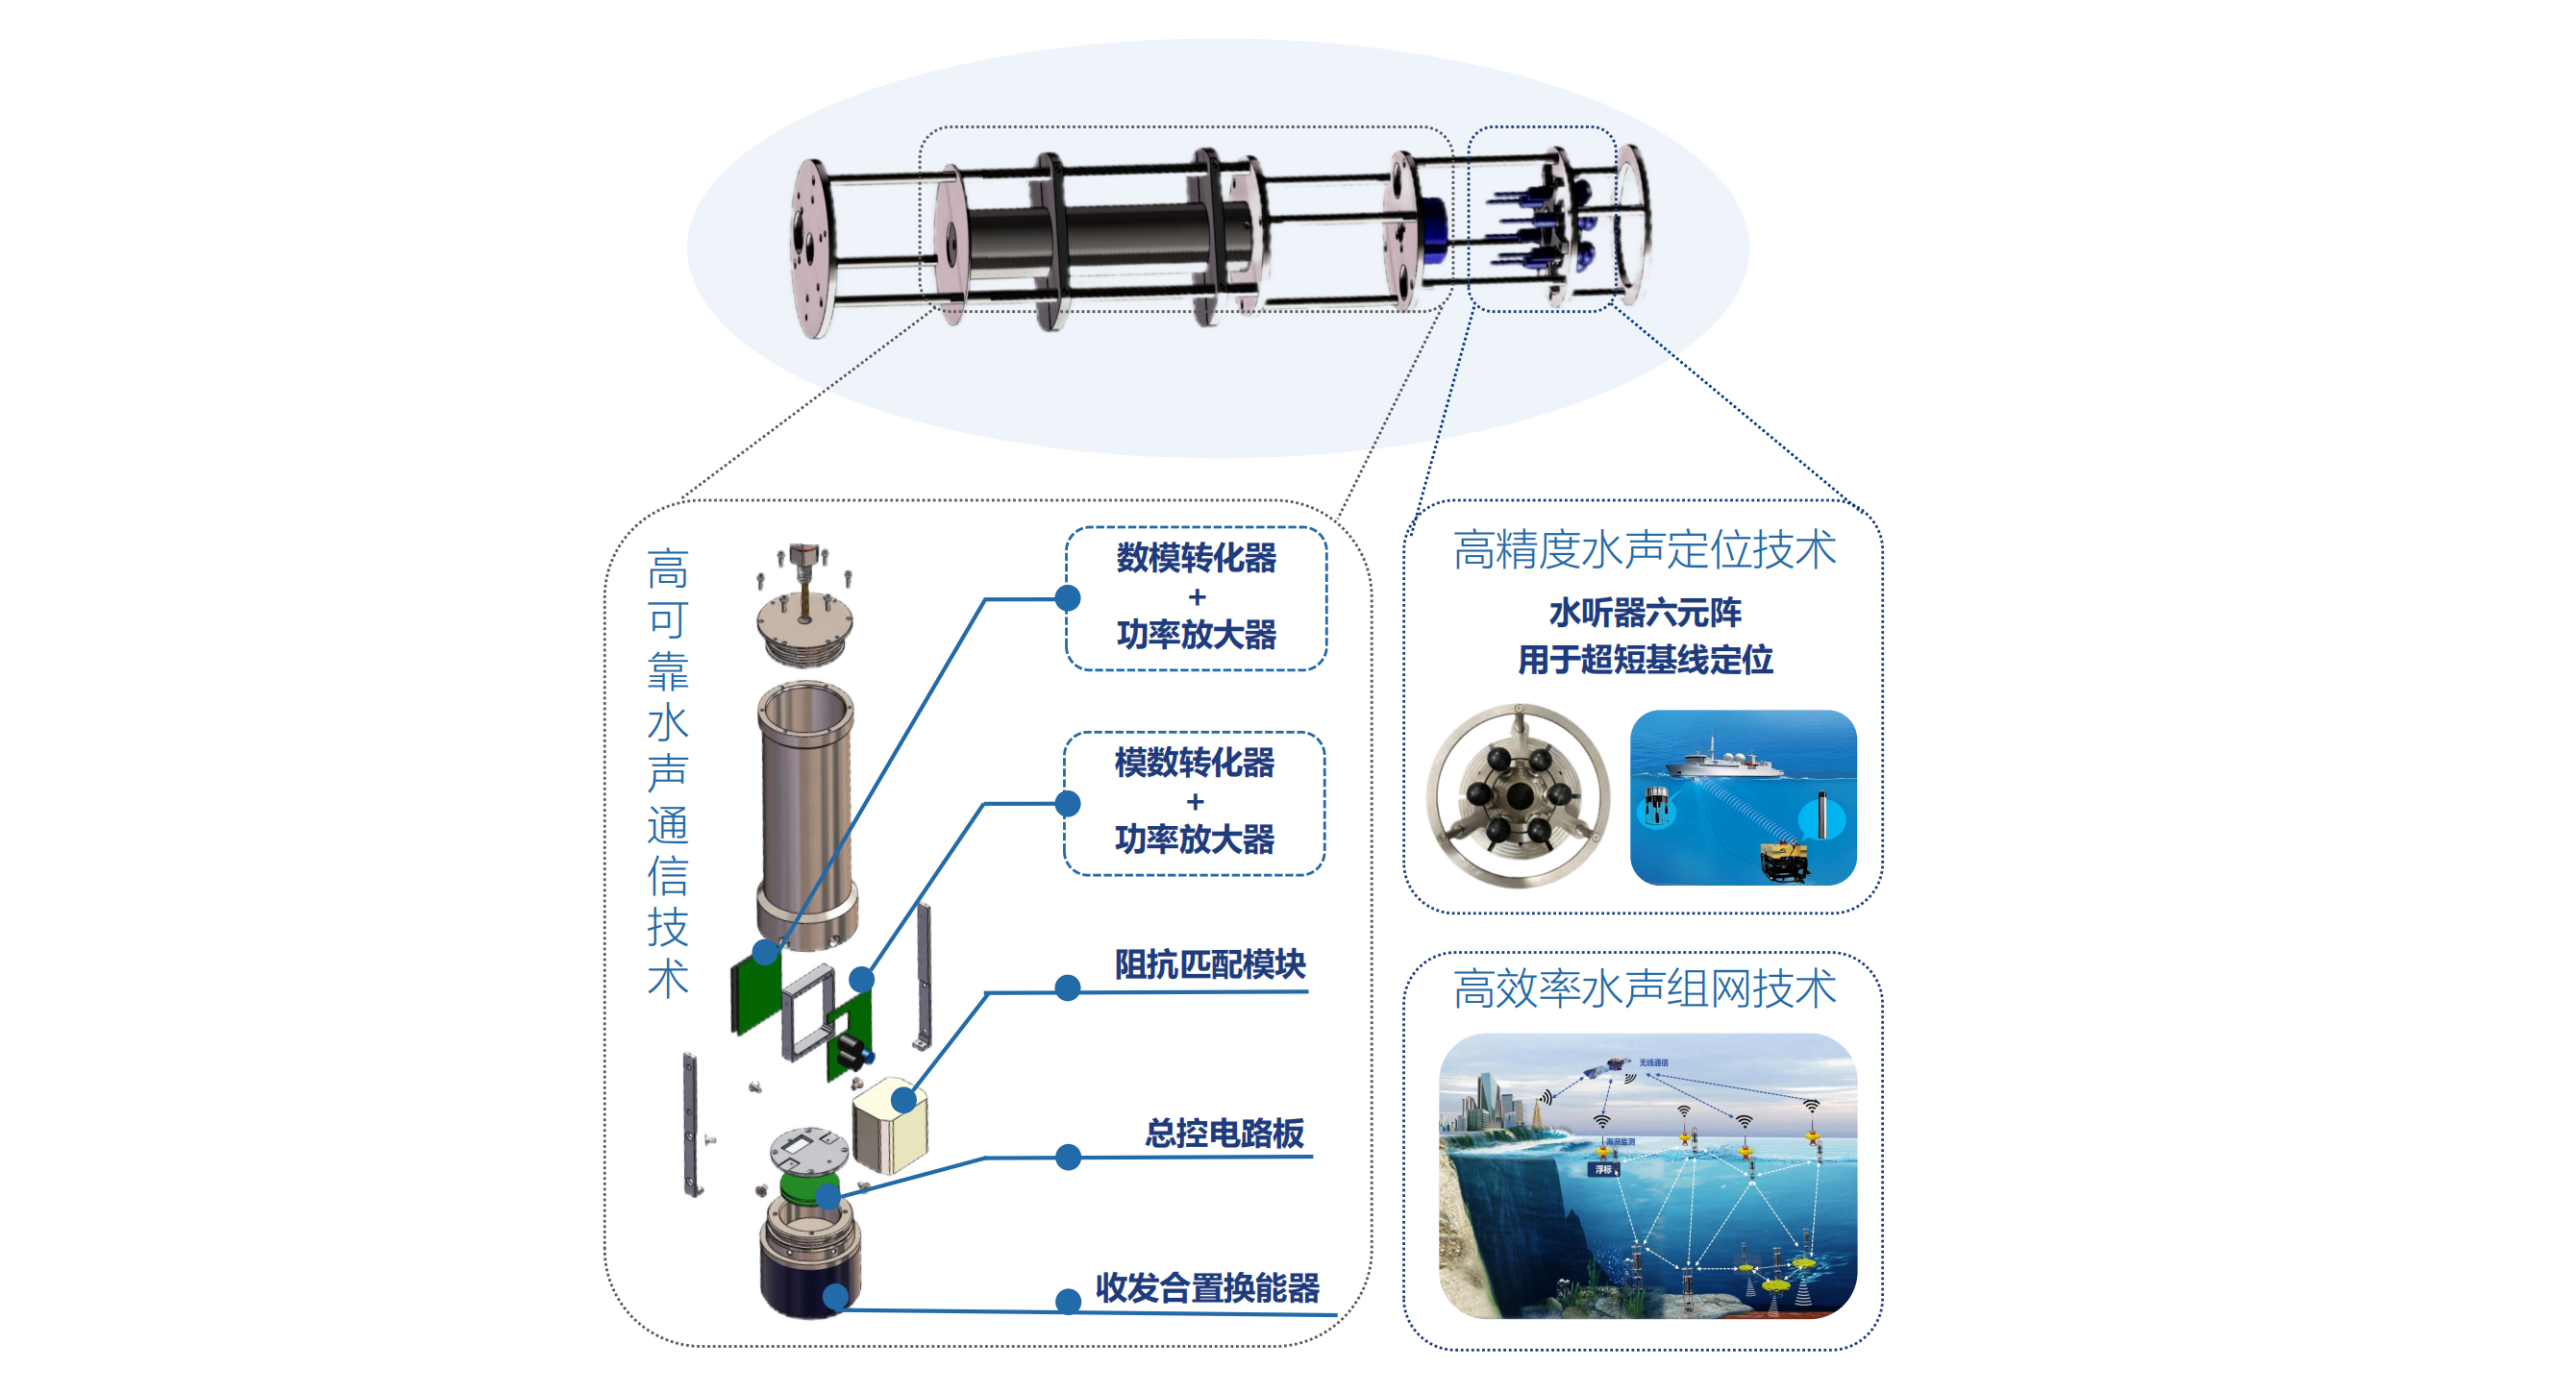 高可靠水声通信技术
数模转化器
+
功率放大器
模数转化器
+
功率放大器
阻抗匹配模块
总控电路板
收发合置换能器
高精度水声定位技术
水听器六元阵
用于超短基线定位
高效率水声组网技术
无线通信
海况监测
浮标